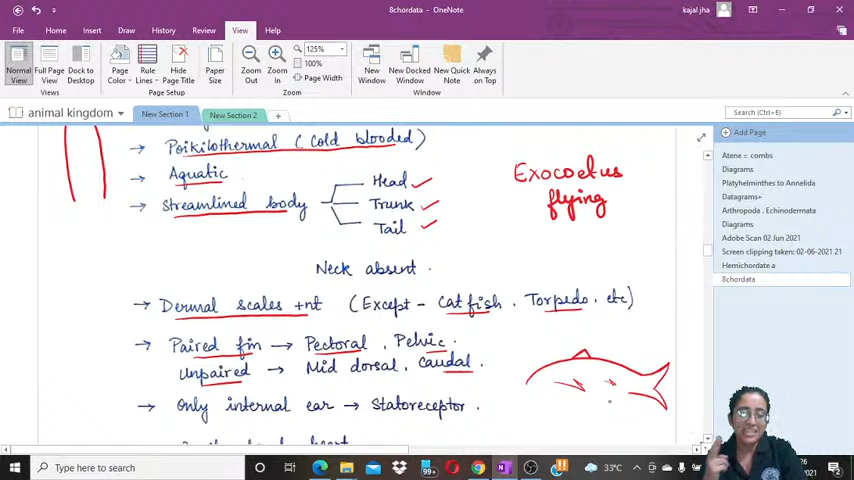 8chordata - OneNote
kajal jha
File Home Insert Draw History Review View Help
Normal View
Full Page View
Dock to Desktop
Page Color
Rule Lines
Hide Page Title
Paper Size
Zoom Out
Zoom In
125%
100%
Page Width
New Window
New Docked Window
New Quick Note
Always on Top
Views
Page Setup
Zoom
Window
animal kingdom
New Section 1
New Section 2
+
Search (Ctrl+E)
Add Page
Atene = combs
Diagrams
Platyhelminthes to Annelida
Datagrams+
Arthropoda . Echinodermata
Diagrams
Adobe Scan 02 Jun 2021
Screen clipping taken: 02-06-2021 21
Hemichordate a
8chordata
→ Poikilothermal (Cold blooded)
→ Aquatic
→ Streamlined body
Head
Trunk
Tail
Exocoetus
flying
Neck absent.
→ Dermal scales +nt (Except - Catfish. Torpedo. etc)
→ Paired fin → Pectoral, Pelvic.
Unpaired → Mid dorsal, Caudal.
→ Only internal ear → Statoreceptor.
Type here to search
99+
33°C